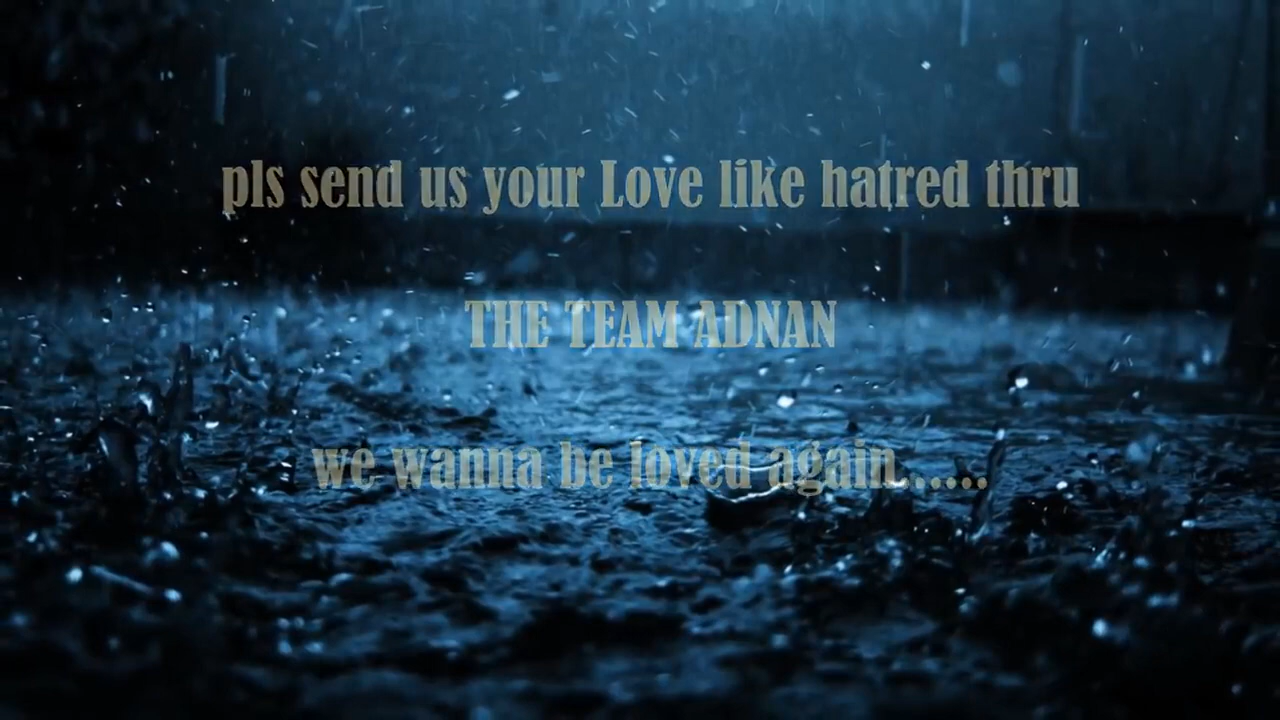 pls send us your Love like hatred thru
THE TEAM ADNAN
we wanna be loved again......